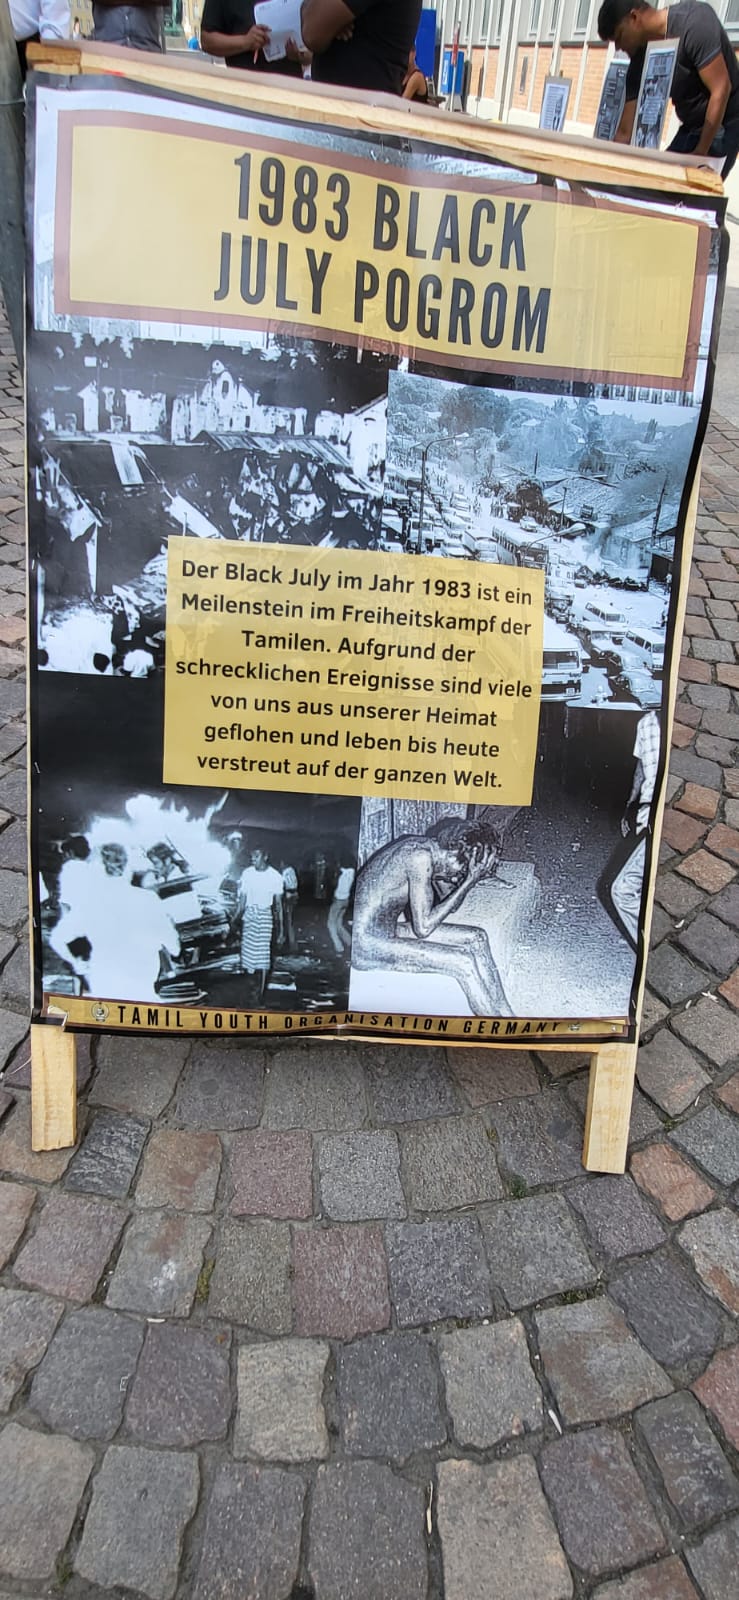 1983 BLACK
JULY POGROM
Der Black July im Jahr 1983 ist ein
Meilenstein im Freiheitskampf der
Tamilen. Aufgrund der
schrecklichen Ereignisse sind viele
von uns aus unserer Heimat
geflohen und leben bis heute
verstreut auf der ganzen Welt.
TAMIL YOUTH ORGANISATION GERMANY